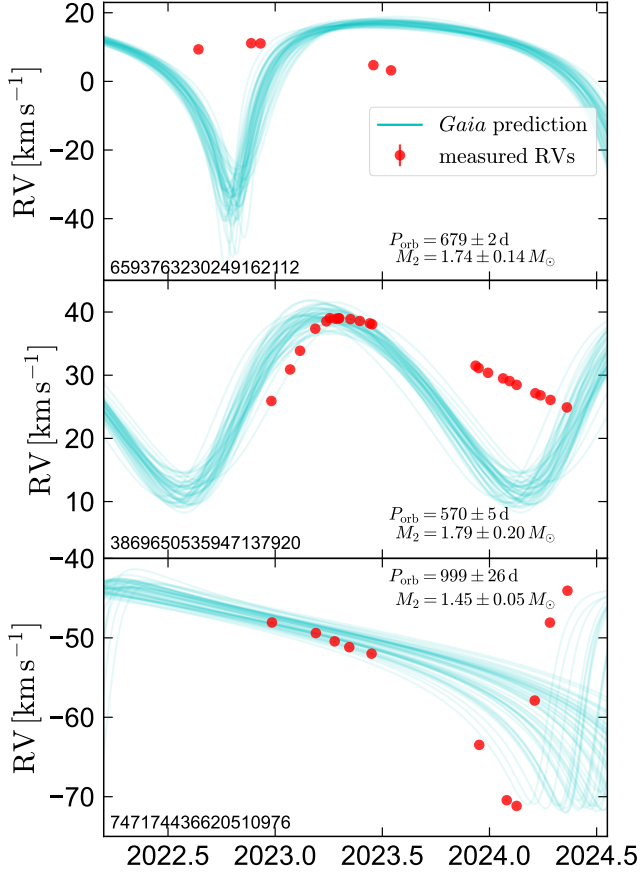 20
0
−20
−40
RV [km s⁻¹]
Gaia prediction
measured RVs
P_orb = 679 ± 2 d
M₂ = 1.74 ± 0.14 M_⊙
6593763230249162112
40
30
20
10
RV [km s⁻¹]
P_orb = 570 ± 5 d
M₂ = 1.79 ± 0.20 M_⊙
3869650535947137920
−40
−50
−60
−70
RV [km s⁻¹]
P_orb = 999 ± 26 d
M₂ = 1.45 ± 0.05 M_⊙
747174436620510976
2022.5 2023.0 2023.5 2024.0 2024.5